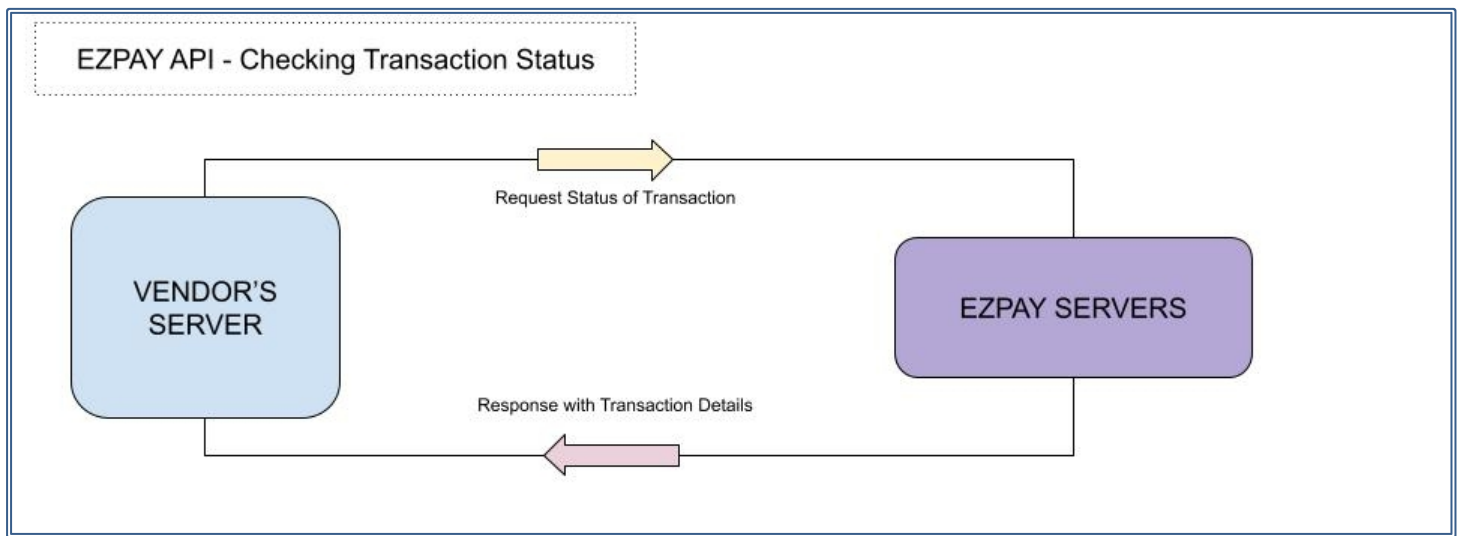 EZPAY API - Checking Transaction Status
Request Status of Transaction
VENDOR’S
SERVER
EZPAY SERVERS
Response with Transaction Details